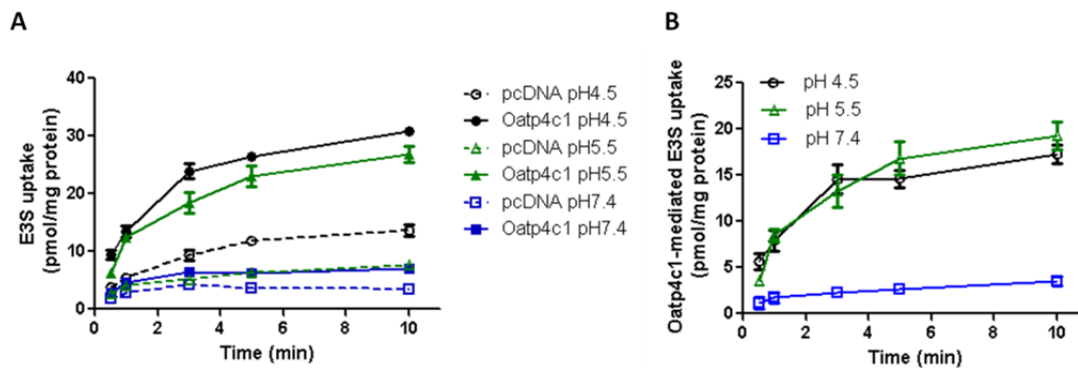 A
E3S uptake
(pmol/mg protein)
40
30
20
10
0
0
2
4
6
8
10
Time (min)
pcDNA pH4.5
Oatp4c1 pH4.5
pcDNA pH5.5
Oatp4c1 pH5.5
pcDNA pH7.4
Oatp4c1 pH7.4
B
Oatp4c1-mediated E3S uptake
(pmol/mg protein)
25
20
15
10
5
0
0
2
4
6
8
10
Time (min)
pH 4.5
pH 5.5
pH 7.4